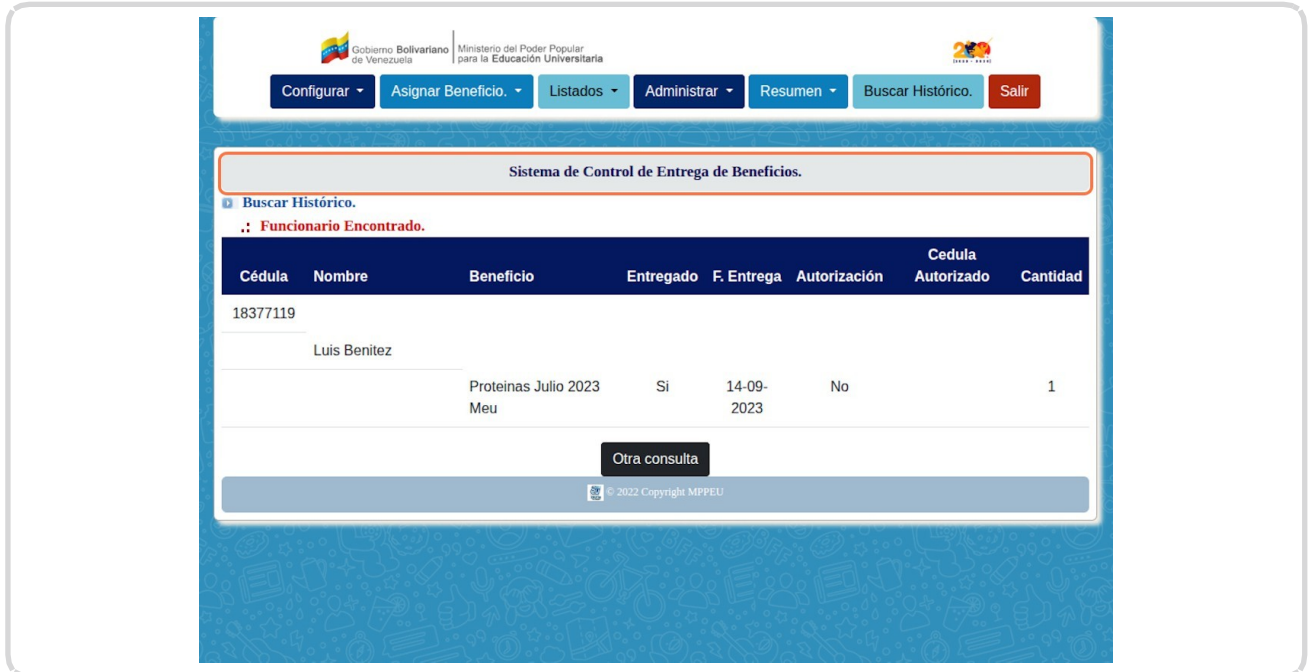 Gobierno Bolivariano
de Venezuela
Ministerio del Poder Popular
para la Educación Universitaria
200
Configurar
Asignar Beneficio.
Listados
Administrar
Resumen
Buscar Histórico.
Salir
Sistema de Control de Entrega de Beneficios.
Buscar Histórico.
.: Funcionario Encontrado.
Cédula Nombre Beneficio Entregado F. Entrega Autorización Cedula Autorizado Cantidad
18377119
Luis Benitez
Proteinas Julio 2023 Si 14-09- No 1
Meu 2023
Otra consulta
© 2022 Copyright MPPEU